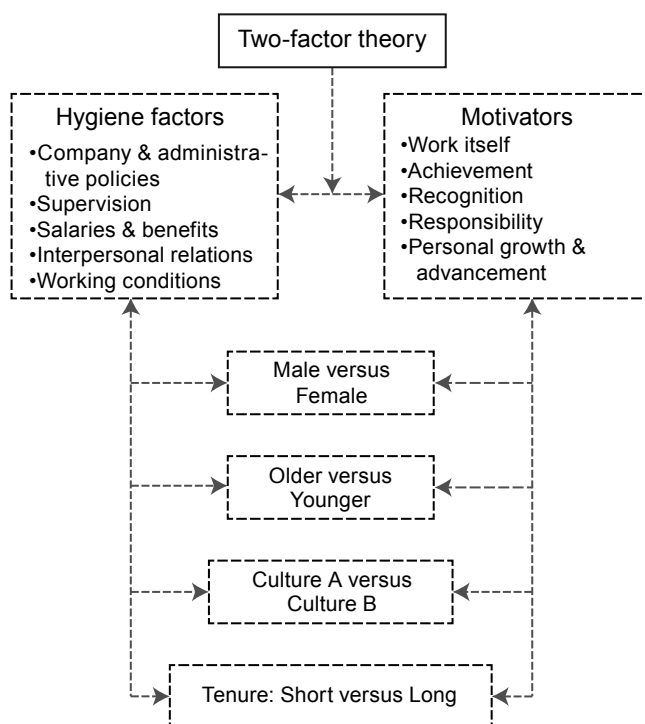 Two-factor theory
Hygiene factors
•Company & administra-
tive policies
•Supervision
•Salaries & benefits
•Interpersonal relations
•Working conditions
Motivators
•Work itself
•Achievement
•Recognition
•Responsibility
•Personal growth &
advancement
Male versus
Female
Older versus
Younger
Culture A versus
Culture B
Tenure: Short versus Long